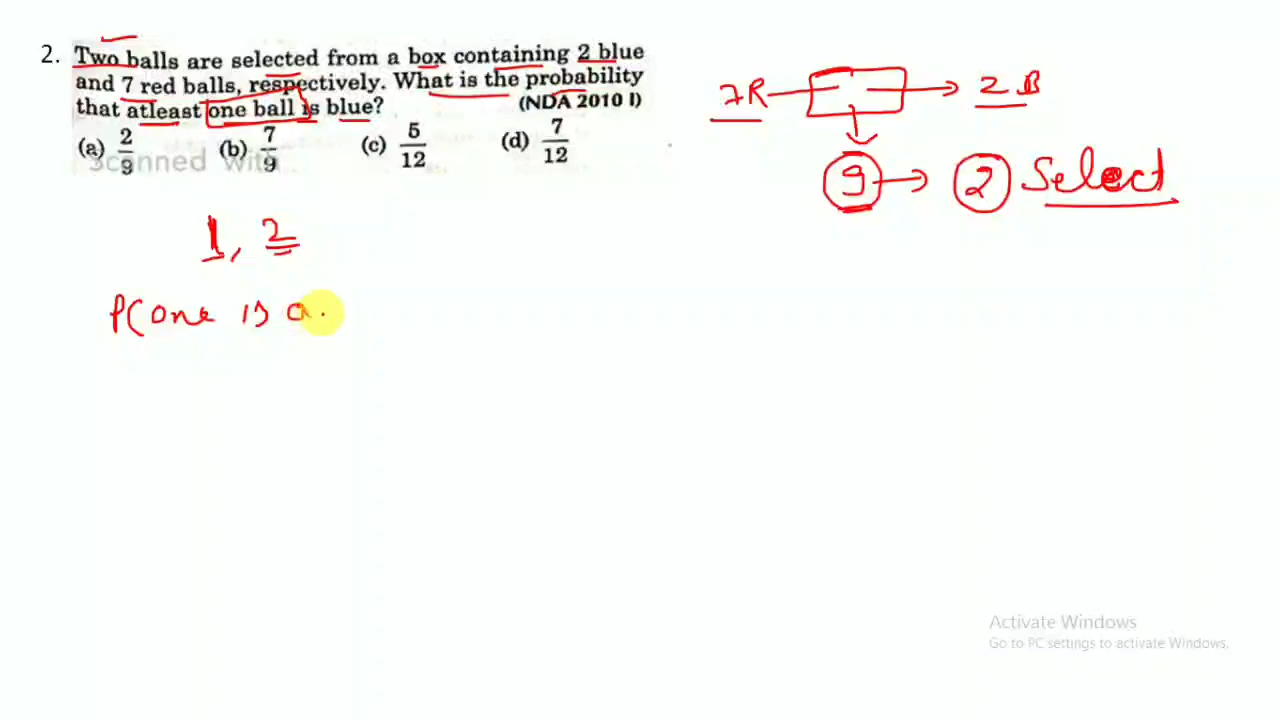 2. Two balls are selected from a box containing 2 blue
and 7 red balls, respectively. What is the probability
that atleast one ball is blue? (NDA 2010 I)
(a) 2/9 (b) 7/9 (c) 5/12 (d) 7/12
Scanned with
7R 2B
9 2 Select
1, 2
P(one is a
Activate Windows
Go to PC settings to activate Windows.